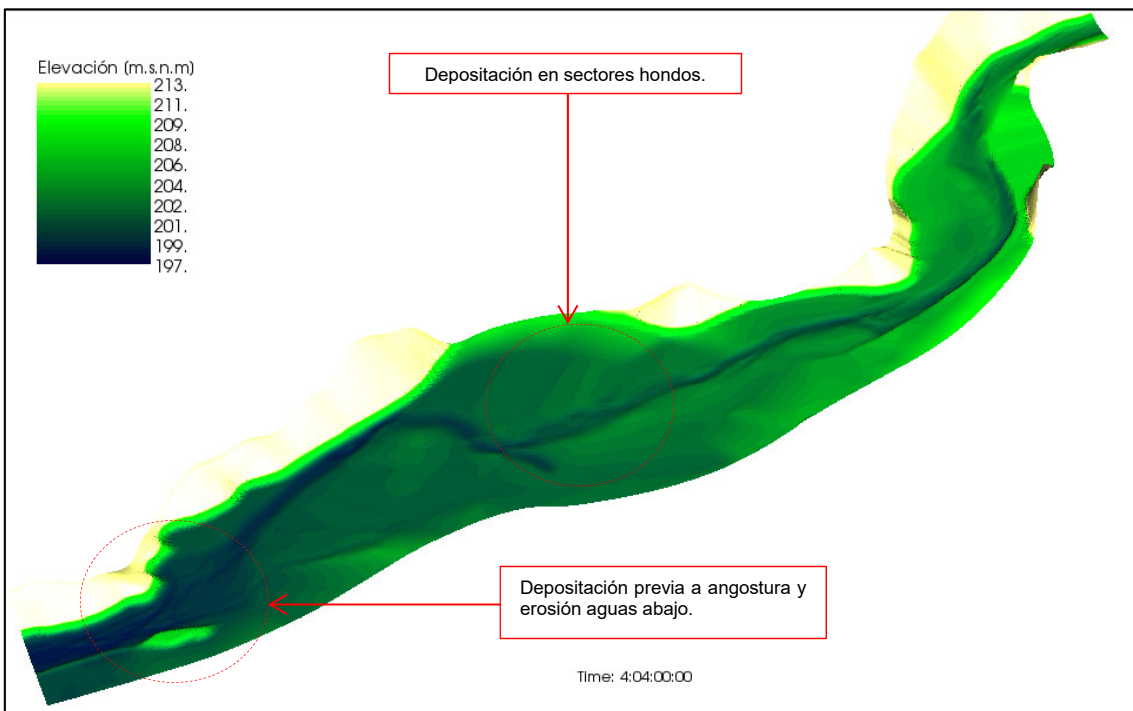 Elevación (m.s.n.m)
213.
211.
209.
208.
206.
204.
202.
201.
199.
197.
Depositación en sectores hondos.
Depositación previa a angostura y
erosión aguas abajo.
Time: 4:04:00:00